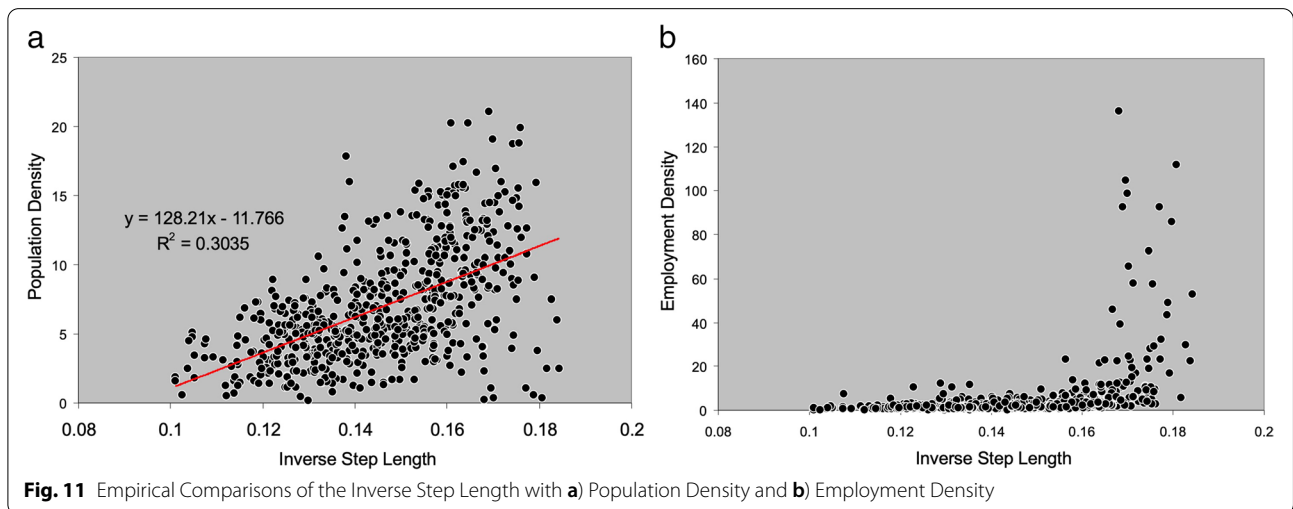 a
25
20
15
10
5
0
Population Density
y = 128.21x - 11.766
R² = 0.3035
0.08 0.1 0.12 0.14 0.16 0.18 0.2
Inverse Step Length
b
160
140
120
100
80
60
40
20
0
Employment Density
0.08 0.1 0.12 0.14 0.16 0.18 0.2
Inverse Step Length
Fig. 11 Empirical Comparisons of the Inverse Step Length with a) Population Density and b) Employment Density